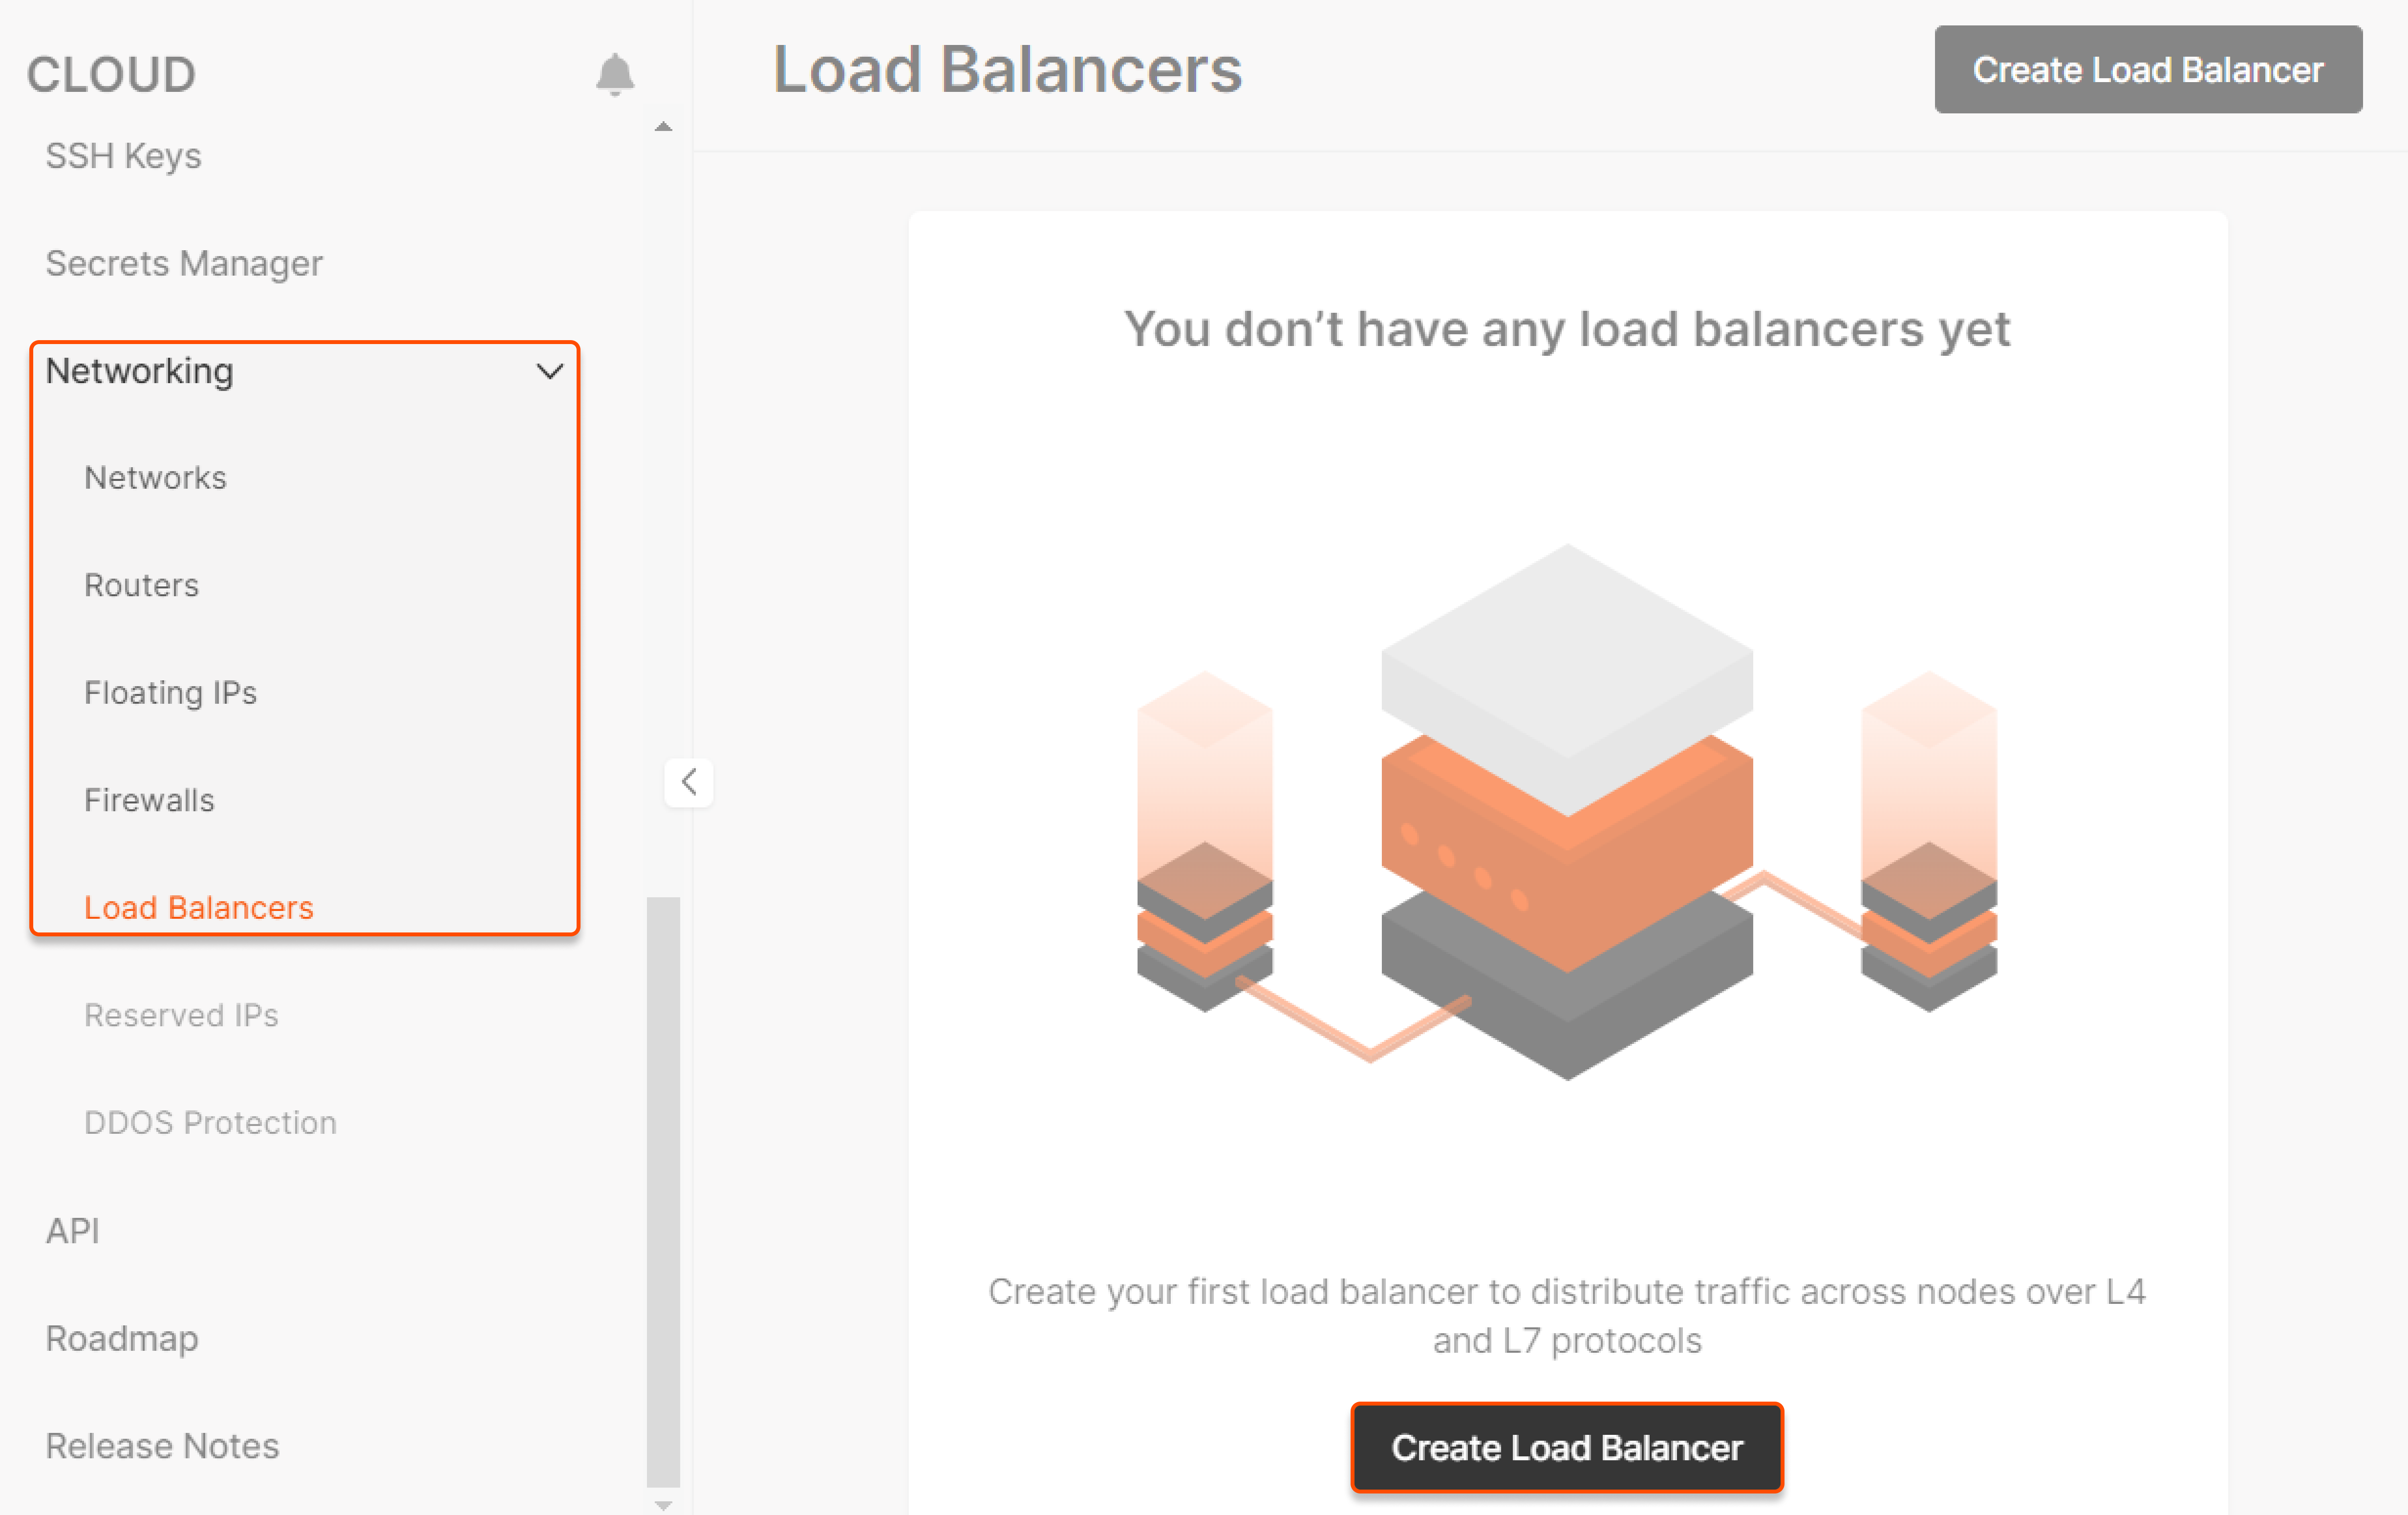 CLOUD
SSH Keys
Secrets Manager
Networking
Networks
Routers
Floating IPs
Firewalls
Load Balancers
Reserved IPs
DDOS Protection
API
Roadmap
Release Notes
Load Balancers
Create Load Balancer
You don’t have any load balancers yet
Create your first load balancer to distribute traffic across nodes over L4
and L7 protocols
Create Load Balancer